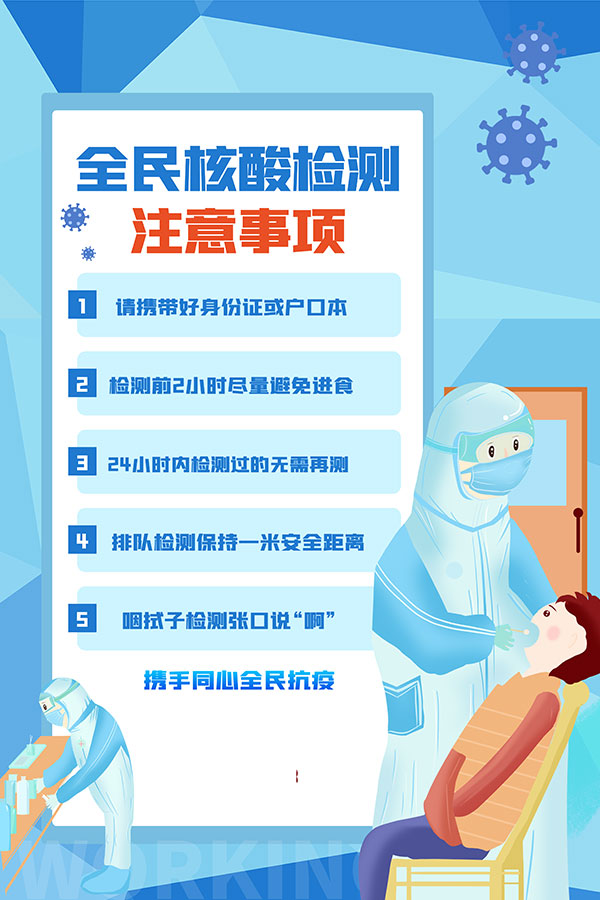 全民核酸检测
注意事项
1 请携带好身份证或户口本
2 检测前2小时尽量避免进食
3 24小时内检测过的无需再测
4 排队检测保持一米安全距离
5 咽拭子检测张口说“啊”
携手同心全民抗疫
WORKING